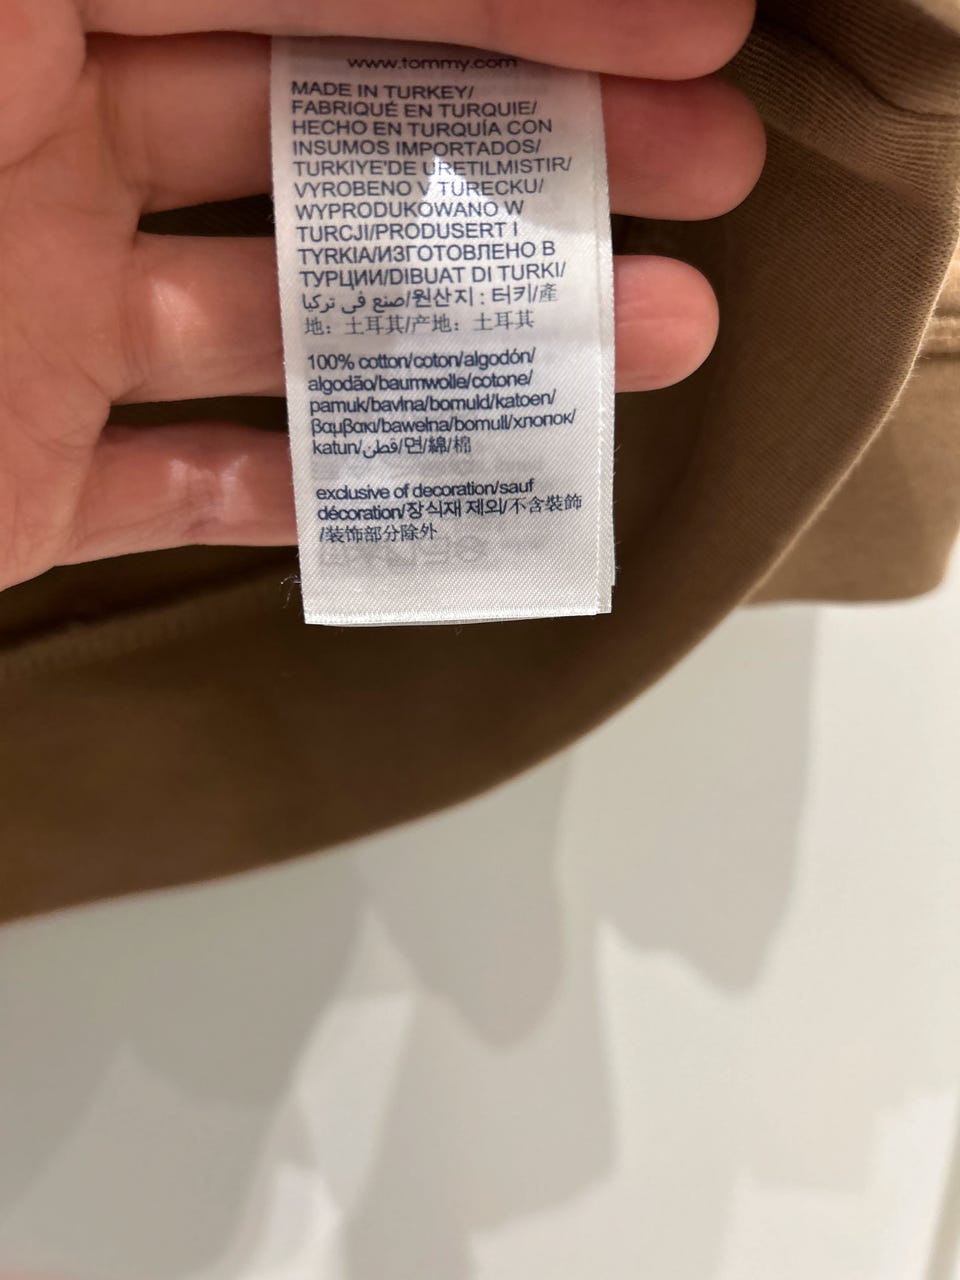 www.tommy.com
MADE IN TURKEY/
FABRIQUÉ EN TURQUIE/
HECHO EN TURQUÍA CON
INSUMOS IMPORTADOS/
TURKIYE'DE URETILMISTIR/
VYROBENO V TURECKU/
WYPRODUKOWANO W
TURCJI/PRODUSERT I
TYRKIA/ИЗГОТОВЛЕНО В
ТУРЦИИ/DIBUAT DI TURKI/
صنع في تركيا/원산지 : 터키/產
地：土耳其/产地：土耳其
100% cotton/coton/algodón/
algodão/baumwolle/cotone/
pamuk/bavlna/bomuld/katoen/
βαμβακι/bawełna/bomull/хлопок/
katun/قطن/면/綿/棉
exclusive of decoration/sauf
décoration/장식재 제외/不含裝飾
/装饰部分除外